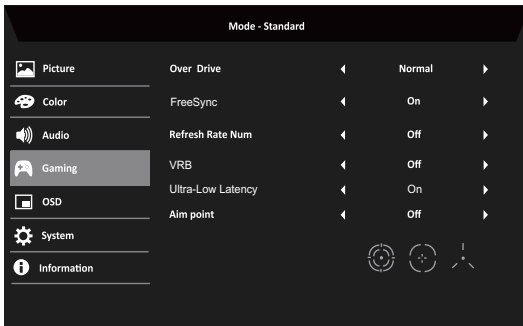 Mode - Standard
Picture
Over Drive Normal
Color
FreeSync On
Audio
Refresh Rate Num Off
Gaming
VRB Off
Ultra-Low Latency On
OSD
Aim point Off
System
Information